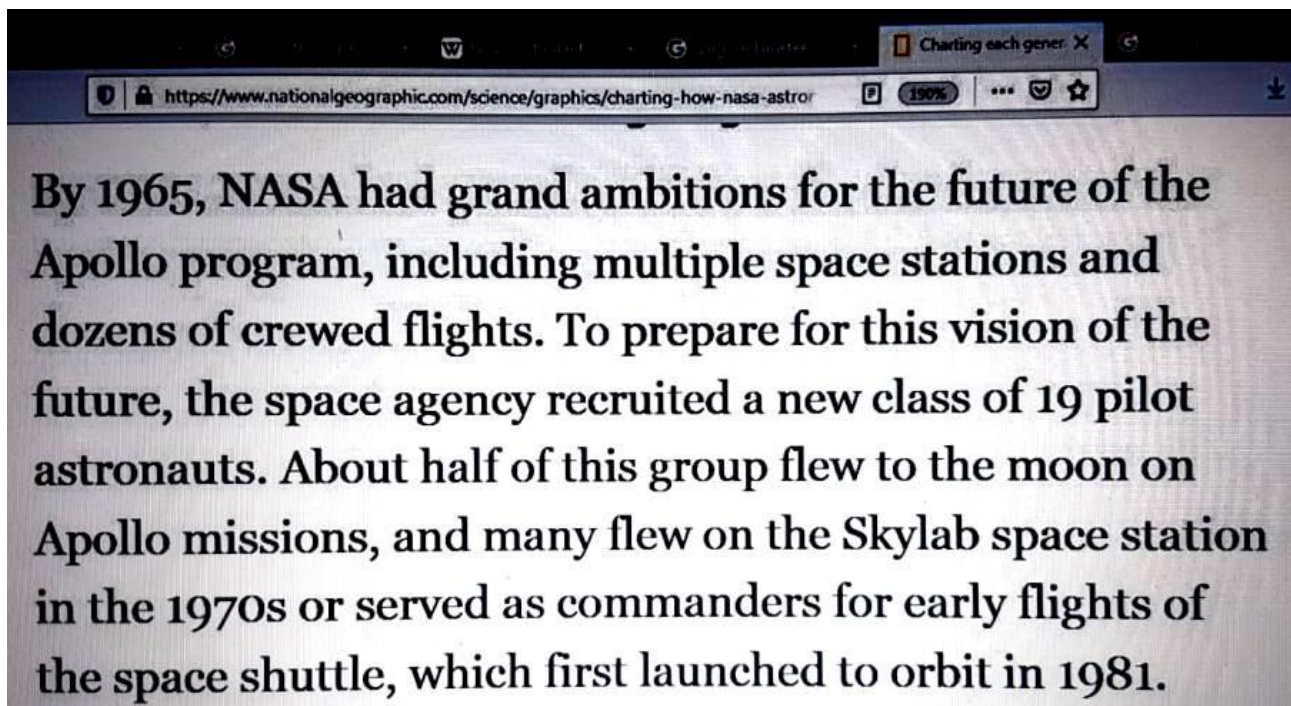 Charting each gener
https://www.nationalgeographic.com/science/graphics/charting-how-nasa-astror
190%
By 1965, NASA had grand ambitions for the future of the
Apollo program, including multiple space stations and
dozens of crewed flights. To prepare for this vision of the
future, the space agency recruited a new class of 19 pilot
astronauts. About half of this group flew to the moon on
Apollo missions, and many flew on the Skylab space station
in the 1970s or served as commanders for early flights of
the space shuttle, which first launched to orbit in 1981.